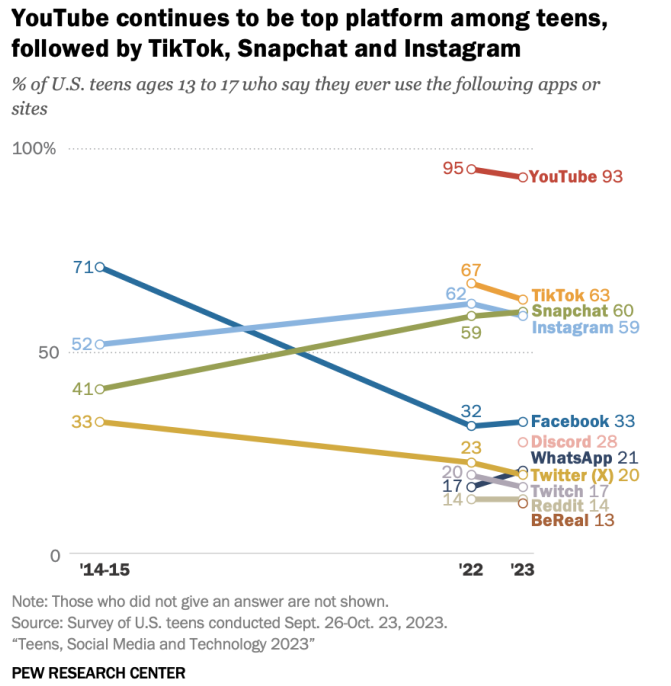 YouTube continues to be top platform among teens,
followed by TikTok, Snapchat and Instagram
% of U.S. teens ages 13 to 17 who say they ever use the following apps or
sites
100%
95
YouTube 93
71
67
62
TikTok 63
Snapchat 60
59
Instagram 59
52
50
41
33
32
Facebook 33
23
Discord 28
WhatsApp 21
20
Twitter (X) 20
17
Twitch 17
14
Reddit 14
BeReal 13
0
'14-15
'22
'23
Note: Those who did not give an answer are not shown.
Source: Survey of U.S. teens conducted Sept. 26-Oct. 23, 2023.
“Teens, Social Media and Technology 2023”
PEW RESEARCH CENTER